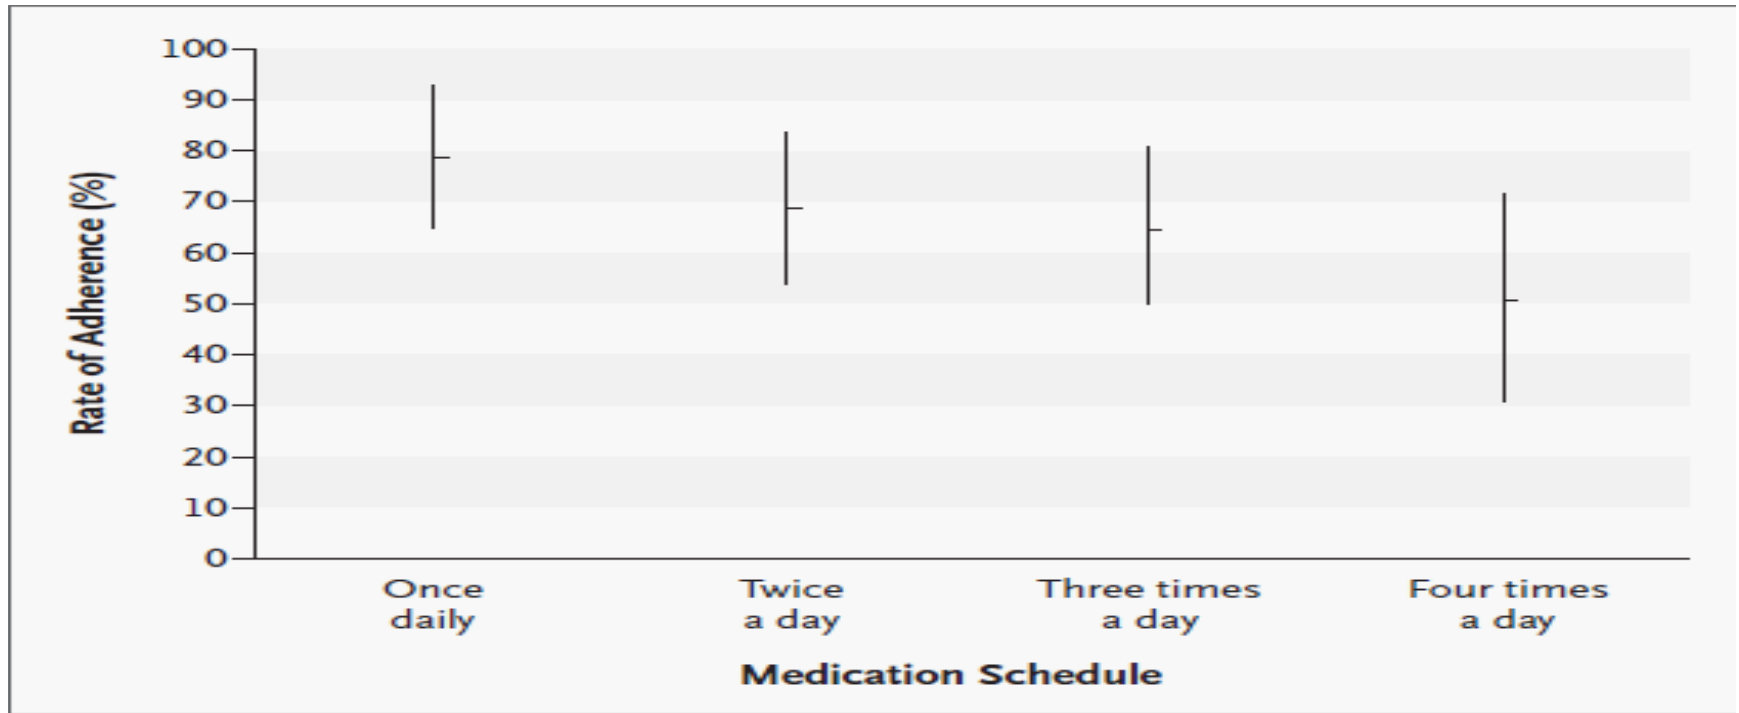 100
90
80
70
60
50
40
30
20
10
0
Rate of Adherence (%)
Once
daily
Twice
a day
Three times
a day
Four times
a day
Medication Schedule